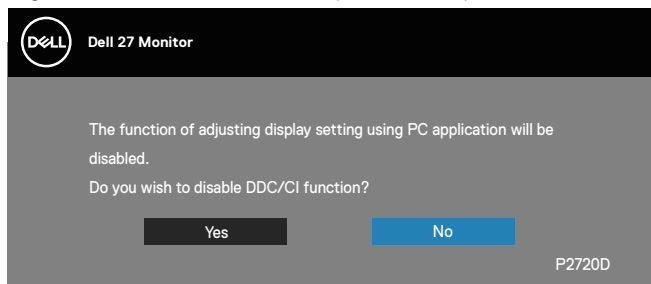 DELL
Dell 27 Monitor
The function of adjusting display setting using PC application will be
disabled.
Do you wish to disable DDC/CI function?
Yes
No
P2720D